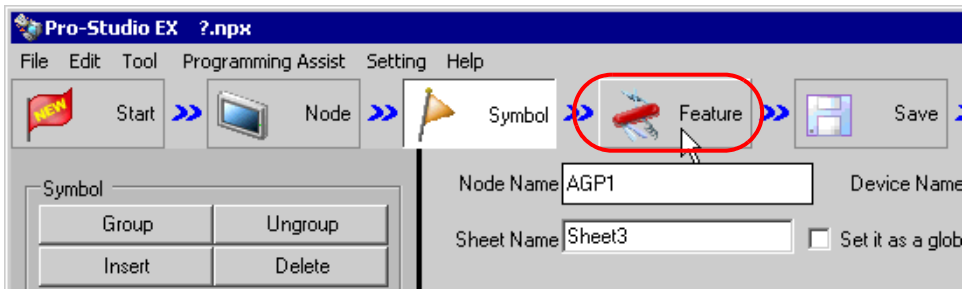 Pro-Studio EX ?.npx
File Edit Tool Programming Assist Setting Help
NEW Start Node Symbol Feature Save
Node Name AGP1 Device Name
Symbol
Group Ungroup
Sheet Name Sheet3 Set it as a glob
Insert Delete